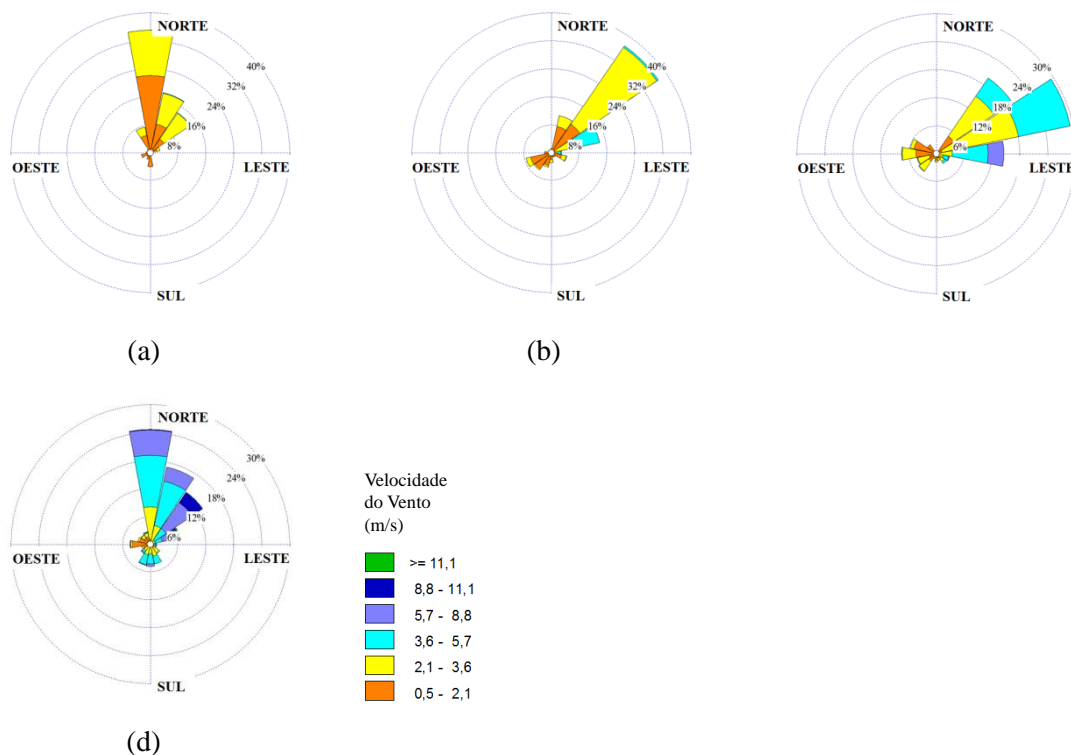 NORTE
40%
32%
24%
16%
8%
OESTE
LESTE
SUL
(a)
NORTE
40%
32%
24%
16%
8%
OESTE
LESTE
SUL
(b)
NORTE
30%
24%
18%
12%
6%
OESTE
LESTE
SUL
NORTE
30%
24%
18%
12%
6%
OESTE
LESTE
SUL
(d)
Velocidade
do Vento
(m/s)
>= 11,1
8,8 - 11,1
5,7 - 8,8
3,6 - 5,7
2,1 - 3,6
0,5 - 2,1